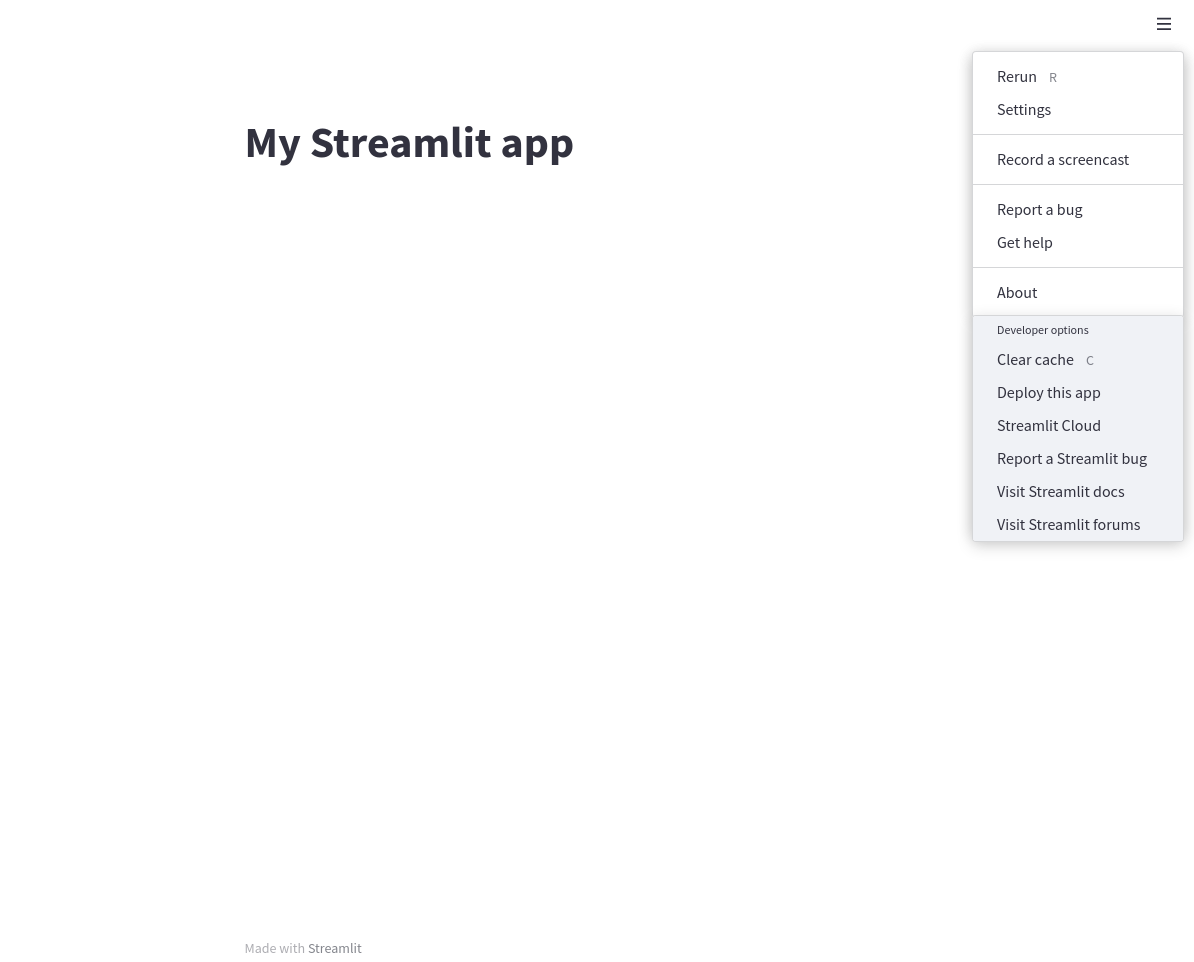 My Streamlit app
Rerun R
Settings
Record a screencast
Report a bug
Get help
About
Developer options
Clear cache C
Deploy this app
Streamlit Cloud
Report a Streamlit bug
Visit Streamlit docs
Visit Streamlit forums
Made with Streamlit